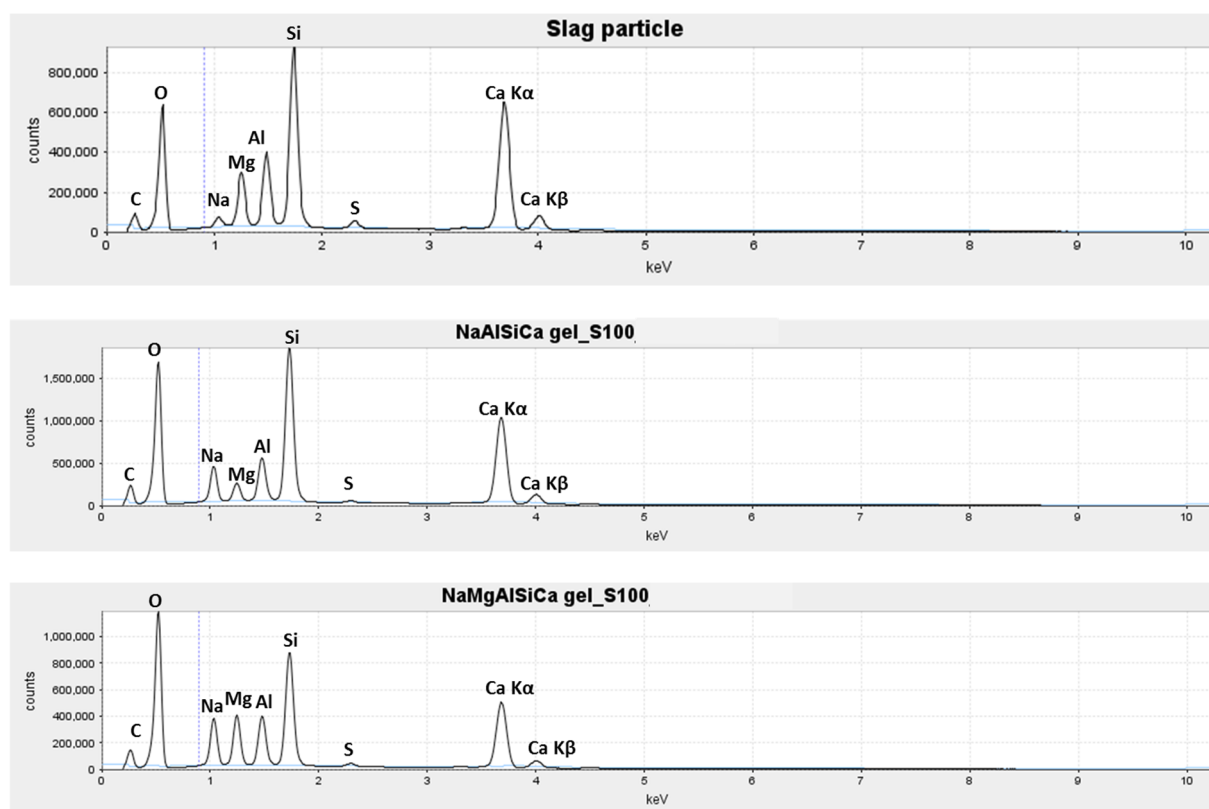 Slag particle
Si
800,000
O
Ca Kα
600,000
counts
Al
400,000
Mg
200,000
C
Na
S
Ca Kβ
0
0 1 2 3 4 5 6 7 8 9 10
keV
NaAlSiCa gel_S100
Si
O
1,500,000
Ca Kα
counts
1,000,000
Na
Al
500,000
C
Mg
S
Ca Kβ
0
0 1 2 3 4 5 6 7 8 9 10
keV
NaMgAlSiCa gel_S100
O
1,000,000
Si
800,000
counts
600,000
Na Mg Al
Ca Kα
400,000
C
200,000
S
Ca Kβ
0
0 1 2 3 4 5 6 7 8 9 10
keV